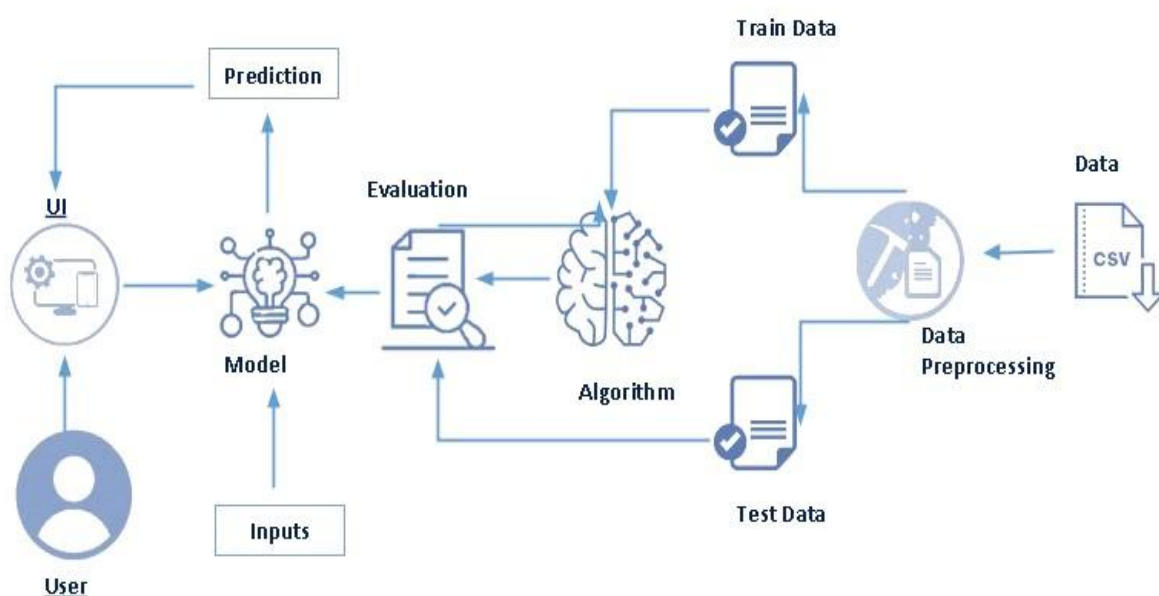 Train Data
Prediction
Data
Evaluation
UI
CSV
Data
Preprocessing
Model
Algorithm
Inputs
Test Data
User